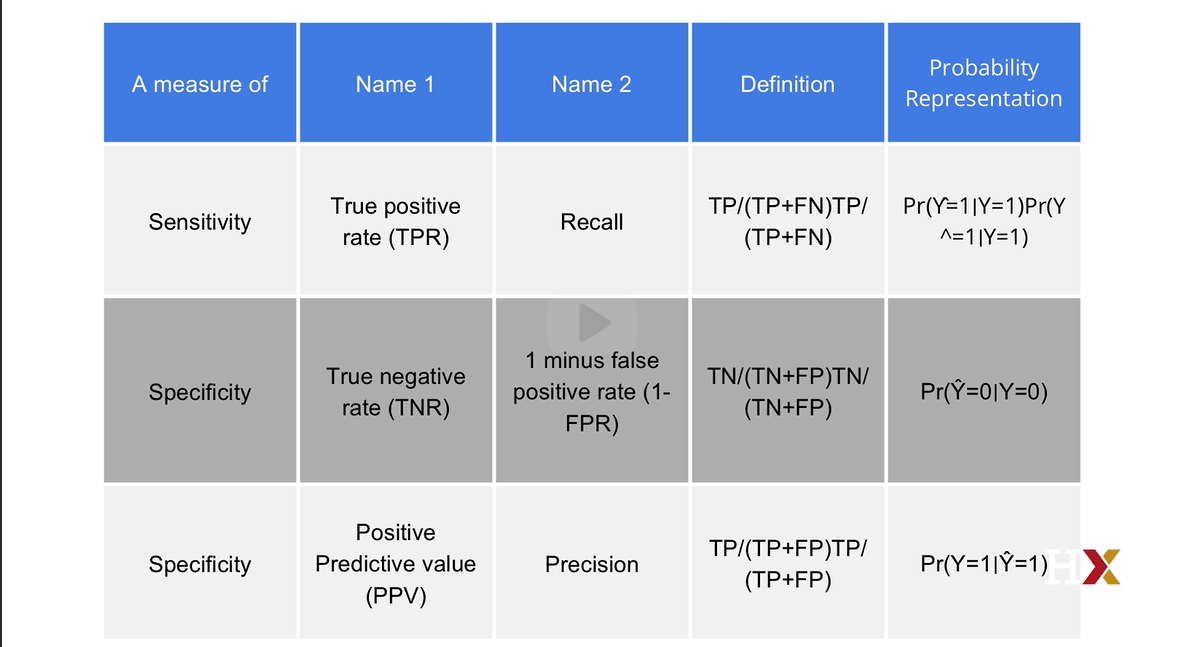 A measure of
Name 1
Name 2
Definition
Probability
Representation
Sensitivity
True positive
rate (TPR)
Recall
TP/(TP+FN)TP/
(TP+FN)
Pr(Ŷ=1|Y=1)Pr(Y
^=1|Y=1)
Specificity
True negative
rate (TNR)
1 minus false
positive rate (1-
FPR)
TN/(TN+FP)TN/
(TN+FP)
Pr(Ŷ=0|Y=0)
Specificity
Positive
Predictive value
(PPV)
Precision
TP/(TP+FP)TP/
(TP+FP)
Pr(Y=1|Ŷ=1)
HX